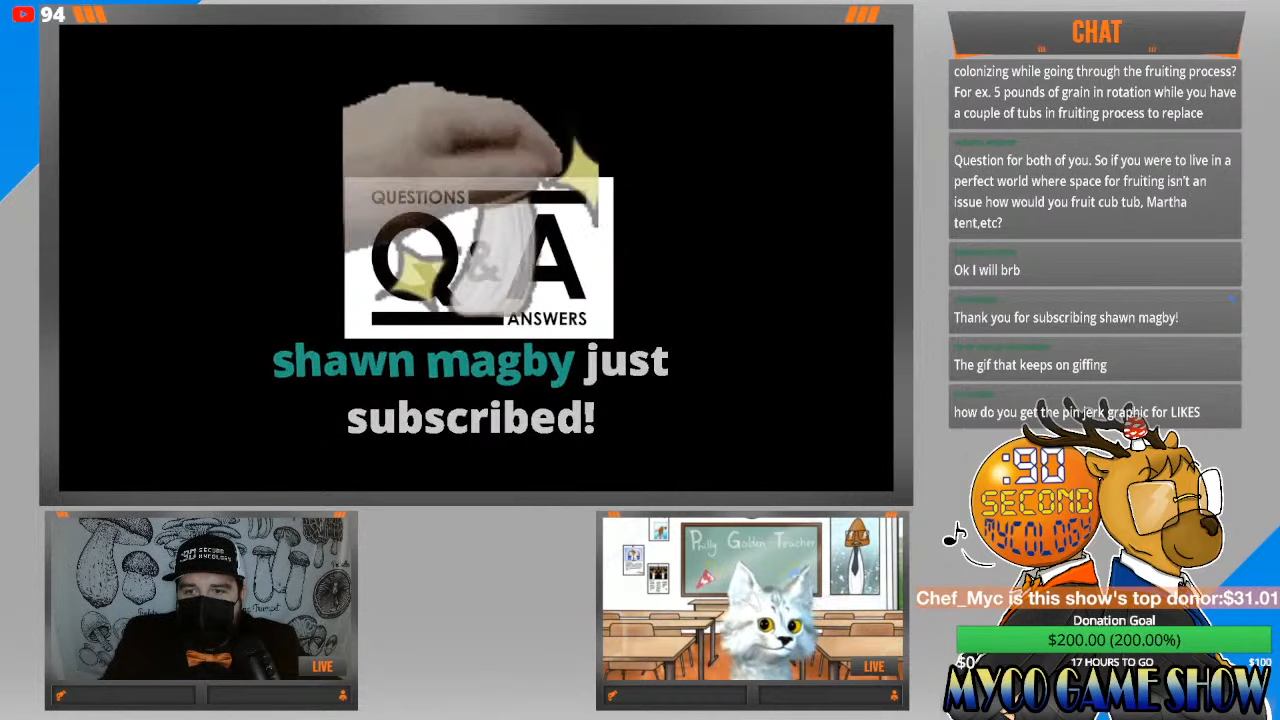 94
CHAT
colonizing while going through the fruiting process?
For ex. 5 pounds of grain in rotation while you have
a couple of tubs in fruiting process to replace
Question for both of you. So if you were to live in a
perfect world where space for fruiting isn't an
issue how would you fruit cub tub, Martha
tent,etc?
Ok I will brb
Thank you for subscribing shawn magby!
The gif that keeps on giffing
how do you get the pin jerk graphic for LIKES
QUESTIONS
Q & A
ANSWERS
shawn magby just
subscribed!
:90
SECOND
MYCOLOGY
:90 SECOND
MYCOLOGY
LIVE
Philly Golden Teacher
LIVE
Chef_Myc is this show's top donor:$31.01
Donation Goal
$200.00 (200.00%)
17 HOURS TO GO
$100
MYCO GAME SHOW